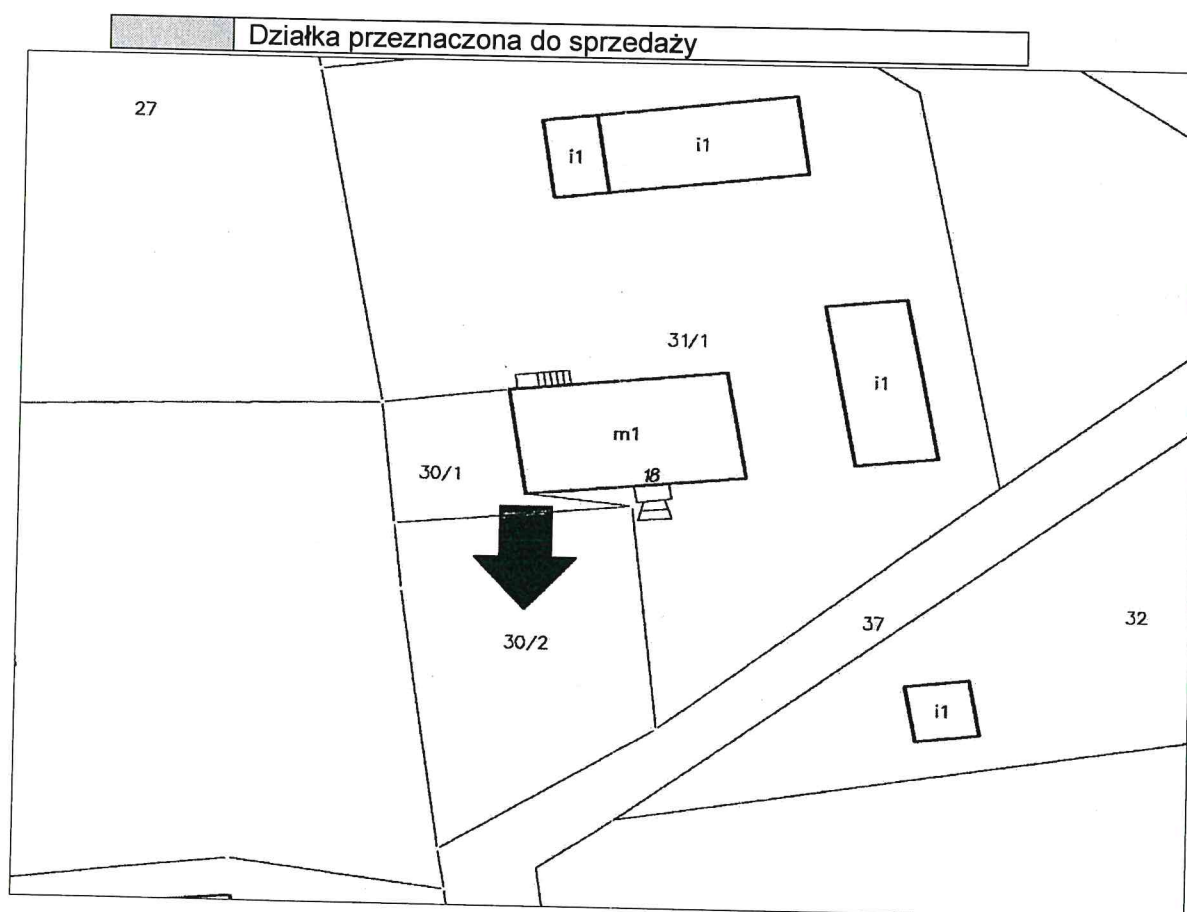 Działka przeznaczona do sprzedaży
27
i1
i1
31/1
i1
m1
30/1
18
30/2
37
32
i1